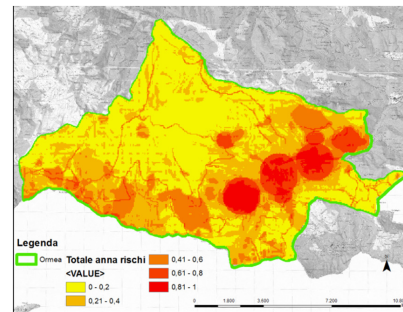 Legenda
Ormea
Totale anna rischi
<VALUE>
0 - 0,2
0,21 - 0,4
0,41 - 0,6
0,61 - 0,8
0,81 - 1
0 1.800 3.600 7.200